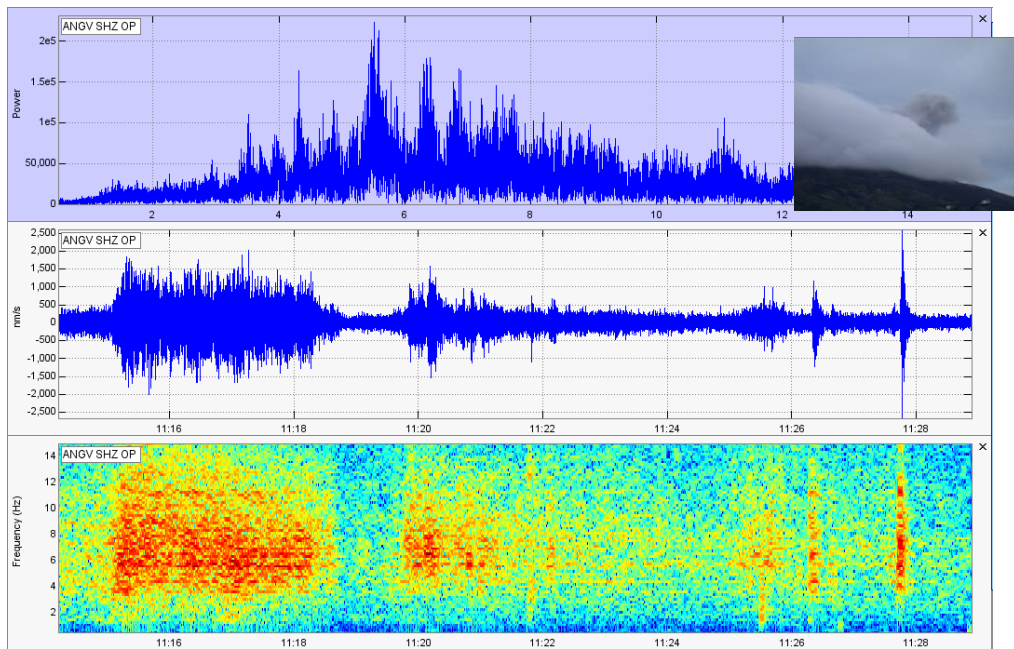 ANGV SHZ OP
2e5
1.5e5
1e5
50,000
0
Power
2 4 6 8 10 12 14
ANGV SHZ OP
2,500
2,000
1,500
1,000
500
0
-500
-1,000
-1,500
-2,000
-2,500
nm/s
11:16 11:18 11:20 11:22 11:24 11:26 11:28
ANGV SHZ OP
14
12
10
8
6
4
2
Frequency (Hz)
11:16 11:18 11:20 11:22 11:24 11:26 11:28